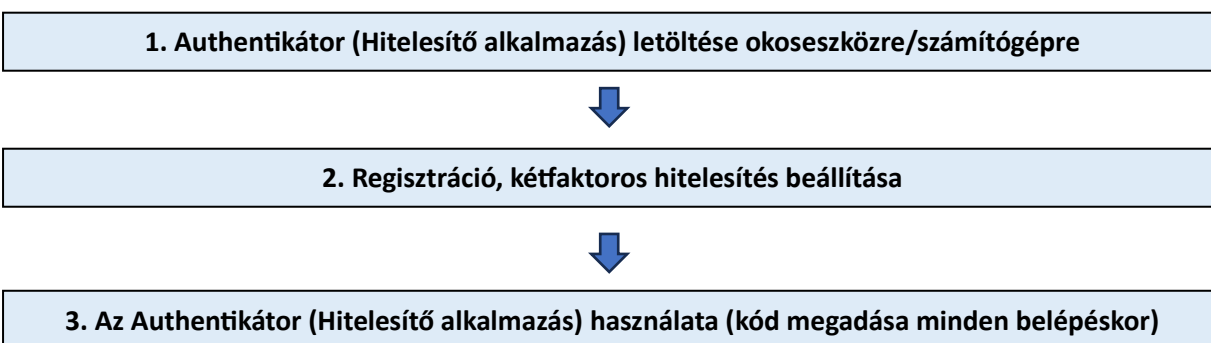 1. Authentikátor (Hitelesítő alkalmazás) letöltése okoseszközre/számítógépre
2. Regisztráció, kétfaktoros hitelesítés beállítása
3. Az Authentikátor (Hitelesítő alkalmazás) használata (kód megadása minden belépéskor)